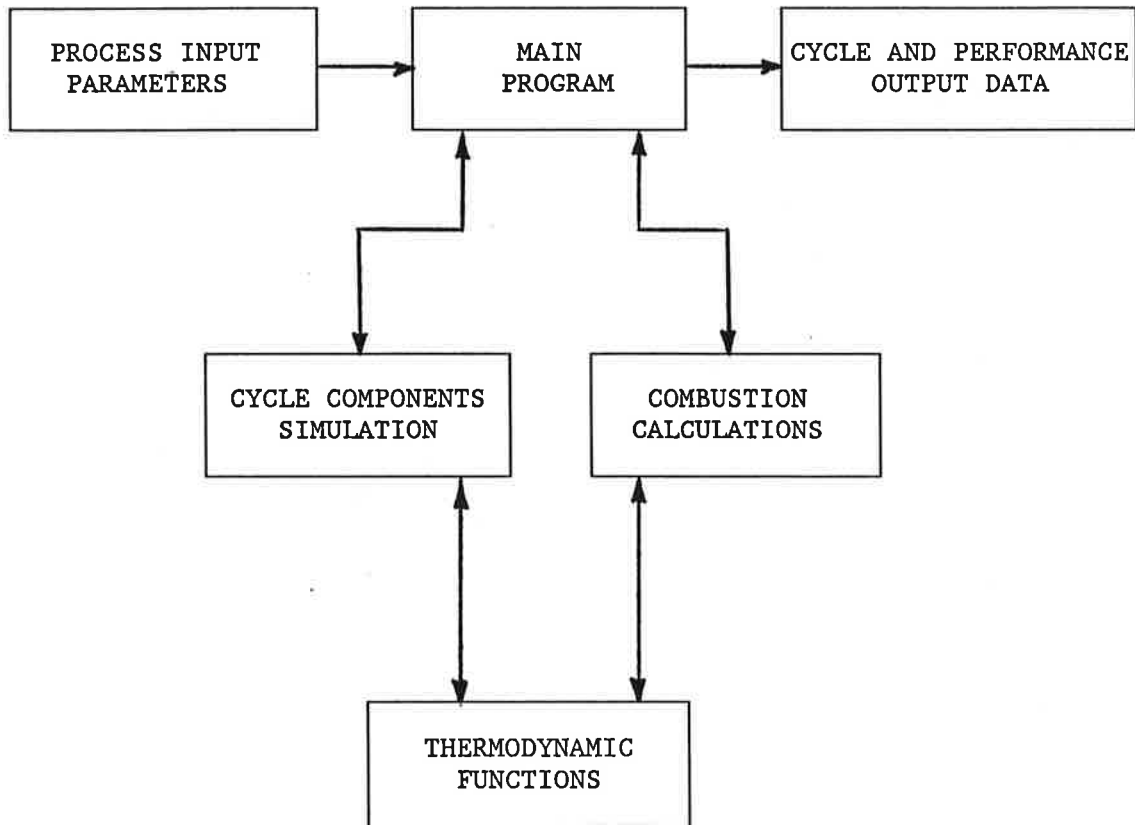 PROCESS INPUT
PARAMETERS
MAIN
PROGRAM
CYCLE AND PERFORMANCE
OUTPUT DATA
CYCLE COMPONENTS
SIMULATION
COMBUSTION
CALCULATIONS
THERMODYNAMIC
FUNCTIONS